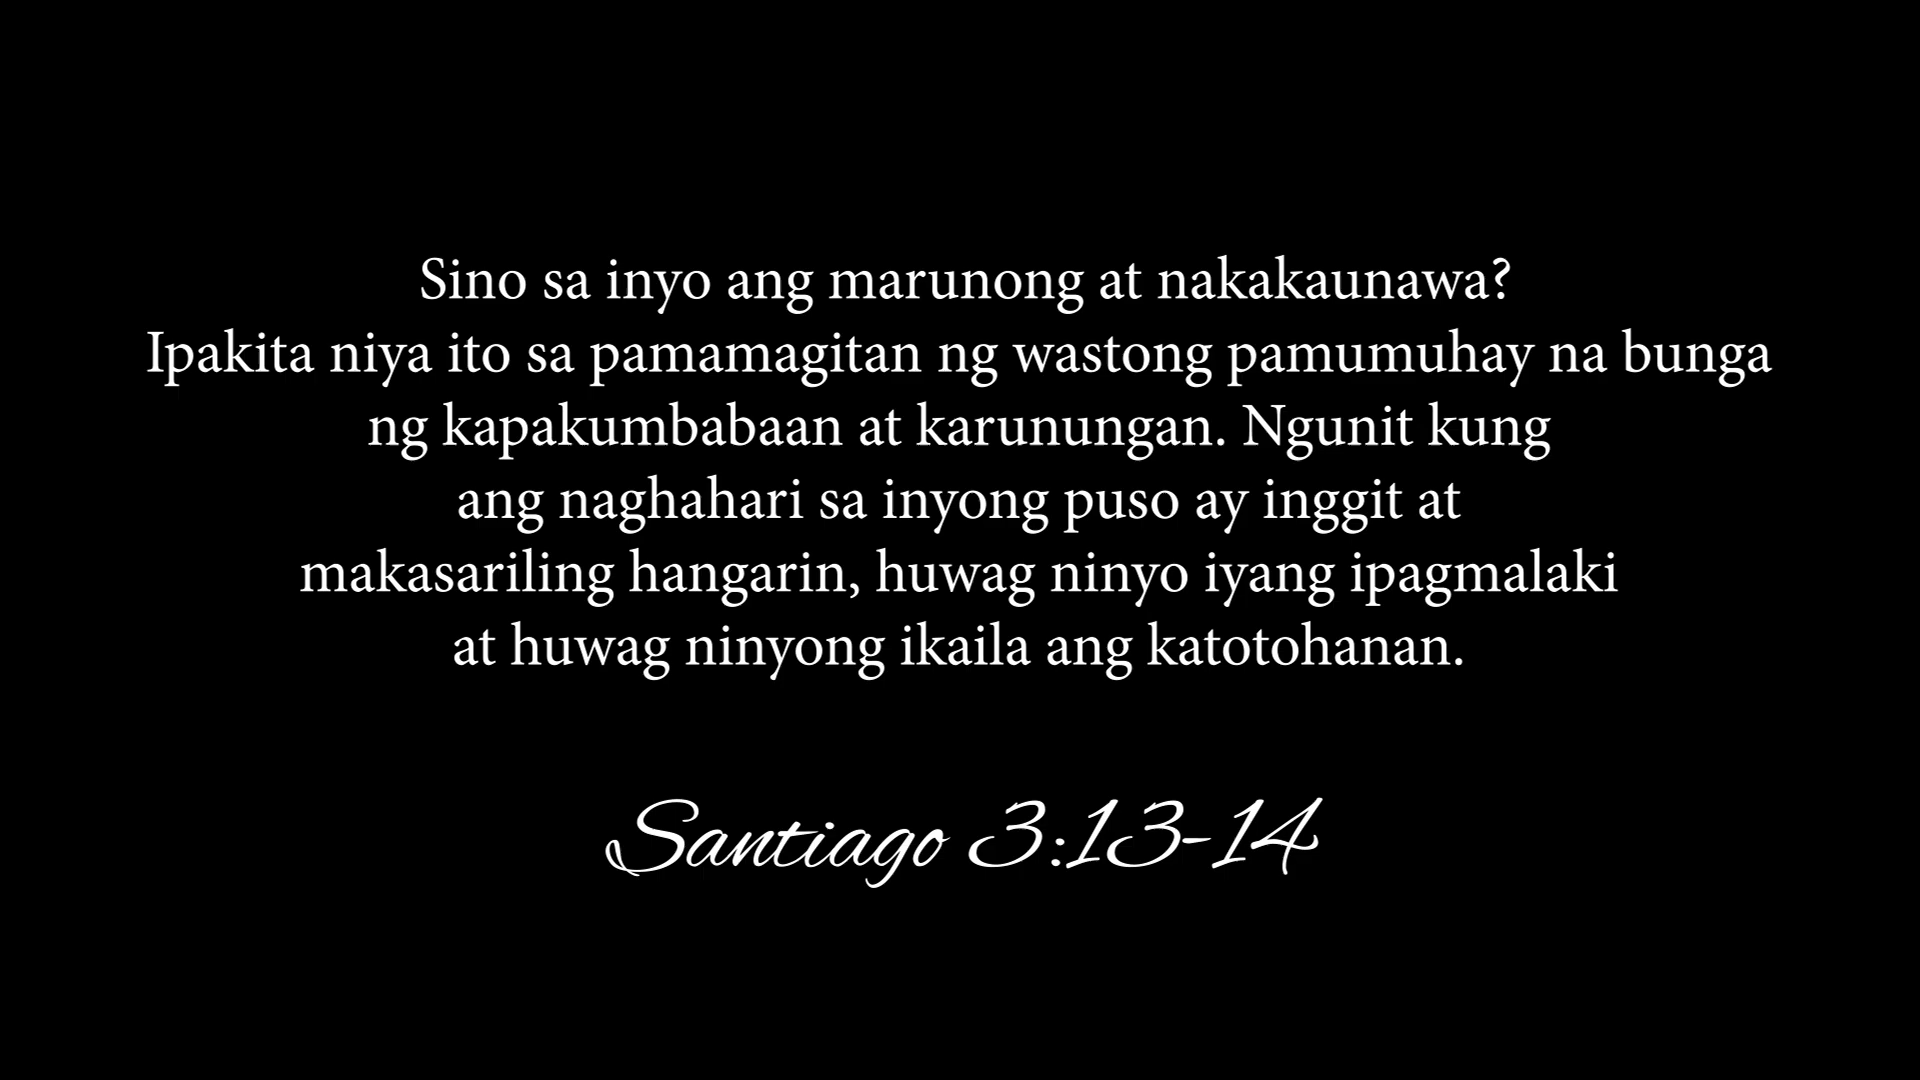 Sino sa inyo ang marunong at nakakaunawa?
Ipakita niya ito sa pamamagitan ng wastong pamumuhay na bunga
ng kapakumbabaan at karunungan. Ngunit kung
ang naghahari sa inyong puso ay inggit at
makasariling hangarin, huwag ninyo iyang ipagmalaki
at huwag ninyong ikaila ang katotohanan.
Santiago 3:13-14